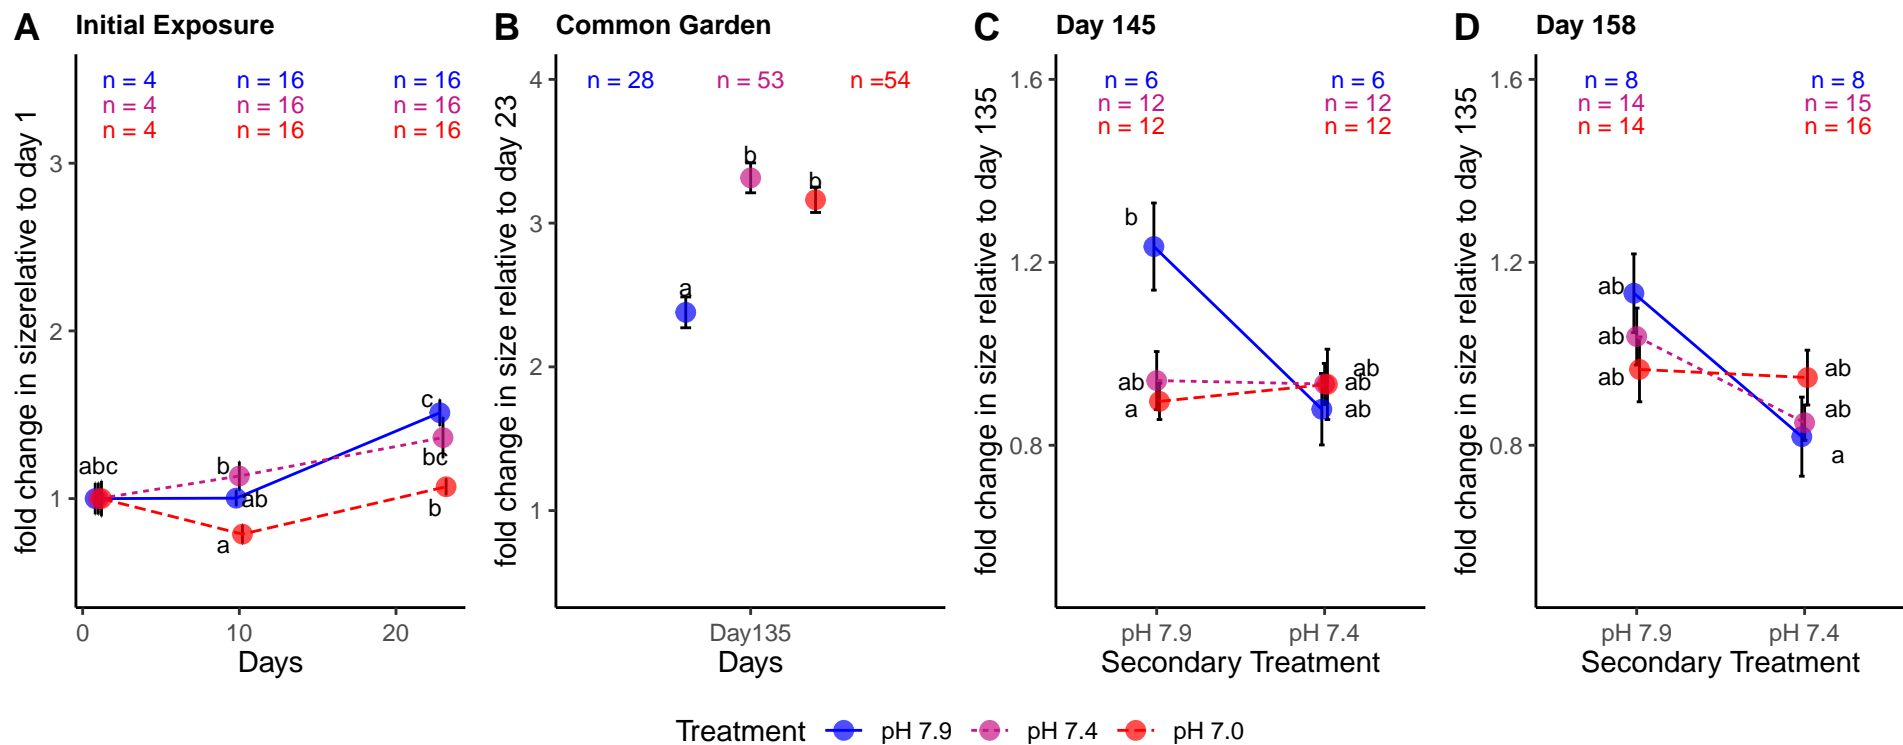 A Initial Exposure
fold change in sizerelative to day 1
n = 4 n = 16 n = 16
n = 4 n = 16 n = 16
n = 4 n = 16 n = 16
3
2
1
abc
b
ab
a
c
bc
b
0 10 20
Days
B Common Garden
fold change in size relative to day 23
n = 28 n = 53 n =54
4
3
2
1
a
b
b
Day135
Days
C Day 145
fold change in size relative to day 135
n = 6 n = 6
n = 12 n = 12
n = 12 n = 12
1.6
1.2
0.8
b
ab
a
ab
ab
ab
pH 7.9 pH 7.4
Secondary Treatment
D Day 158
fold change in size relative to day 135
n = 8 n = 8
n = 14 n = 15
n = 14 n = 16
1.6
1.2
0.8
ab
ab
ab
ab
ab
a
pH 7.9 pH 7.4
Secondary Treatment
Treatment pH 7.9 pH 7.4 pH 7.0